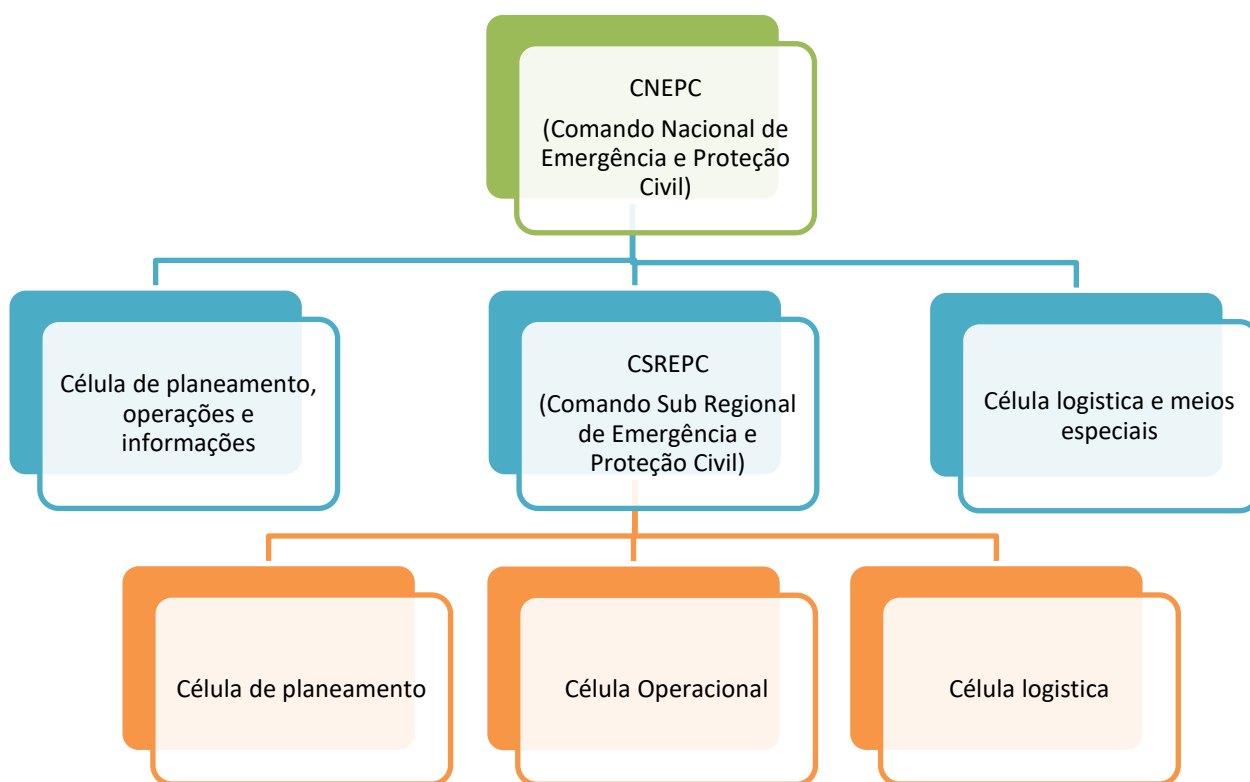 CNEPC
(Comando Nacional de
Emergência e Proteção
Civil)
Célula de planeamento,
operações e
informações
CSREPC
(Comando Sub Regional
de Emergência e
Proteção Civil)
Célula logistica e meios
especiais
Célula de planeamento
Célula Operacional
Célula logistica